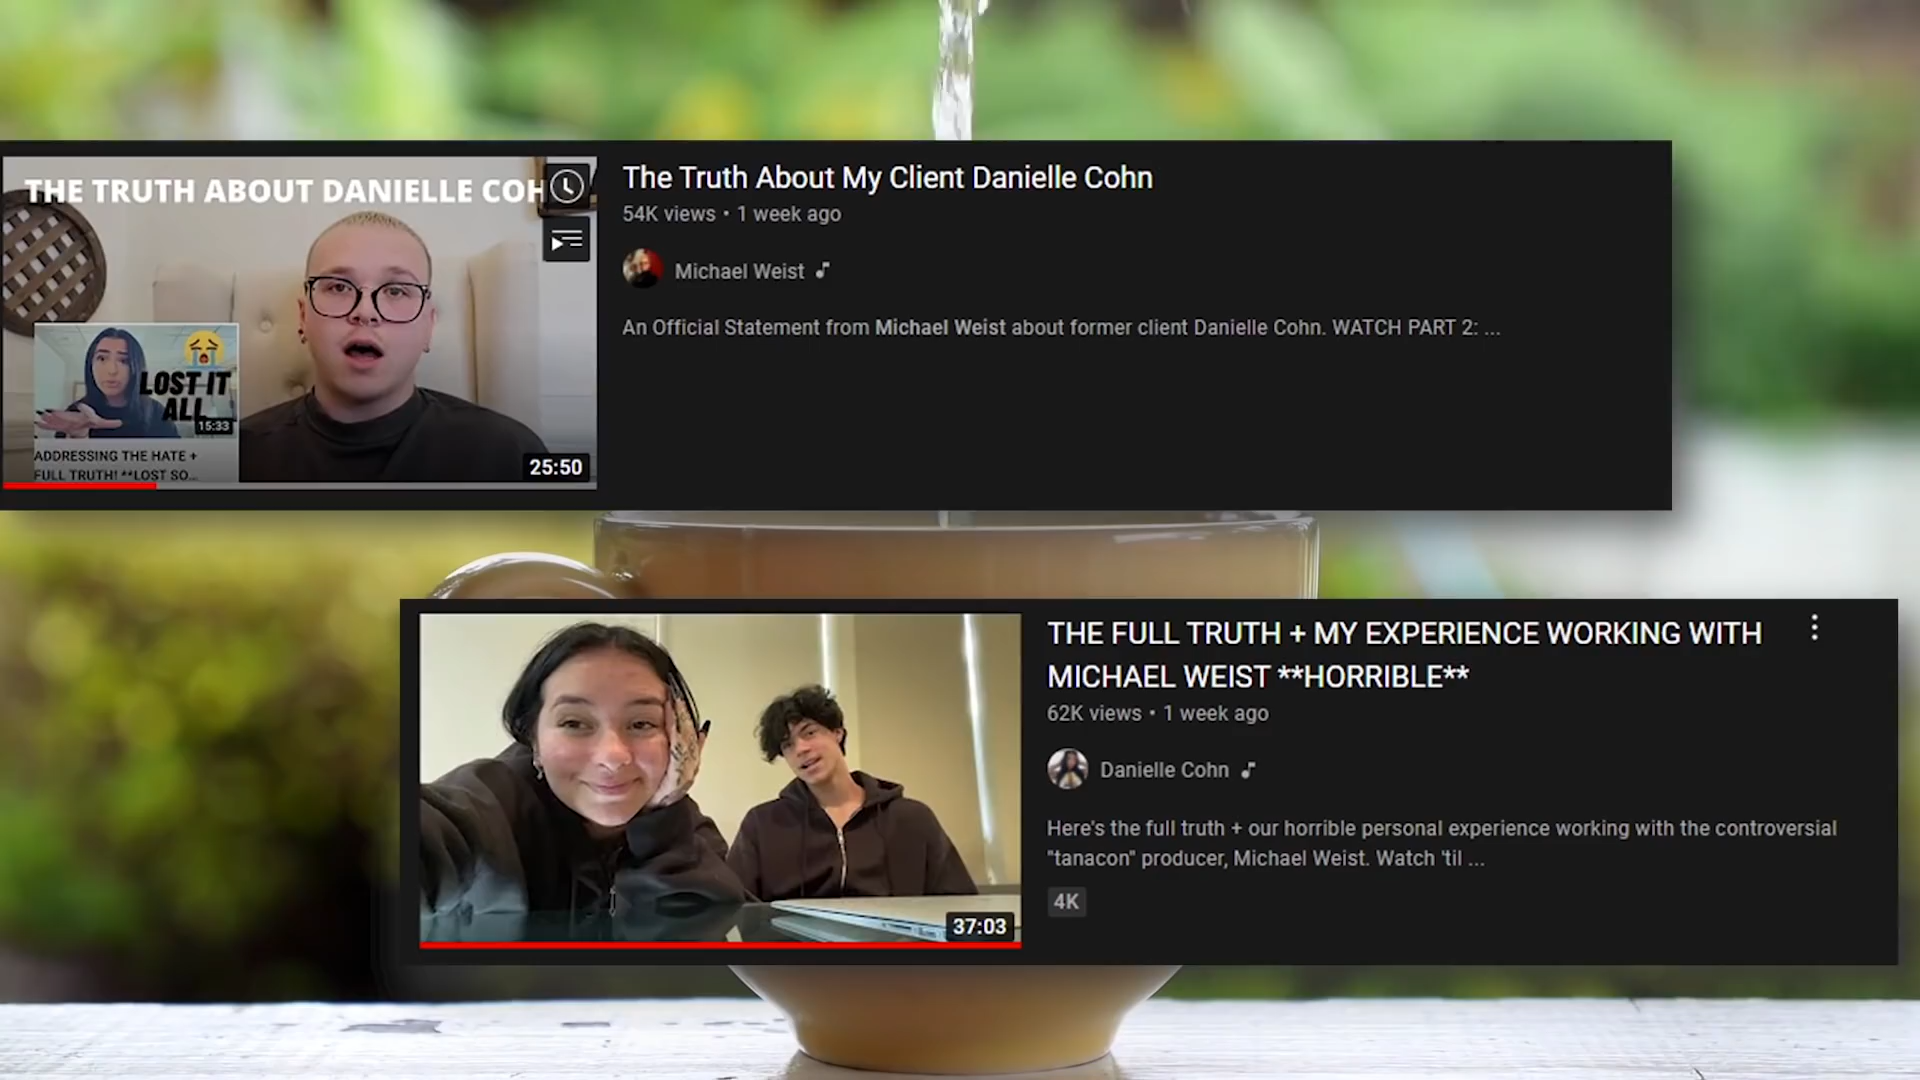 THE TRUTH ABOUT DANIELLE COH
LOST IT
ALL
15:33
ADDRESSING THE HATE +
FULL TRUTH! **LOST SO...
25:50
The Truth About My Client Danielle Cohn
54K views • 1 week ago
Michael Weist
An Official Statement from Michael Weist about former client Danielle Cohn. WATCH PART 2: ...
37:03
THE FULL TRUTH + MY EXPERIENCE WORKING WITH
MICHAEL WEIST **HORRIBLE**
62K views • 1 week ago
Danielle Cohn
Here's the full truth + our horrible personal experience working with the controversial
"tanacon" producer, Michael Weist. Watch 'til ...
4K